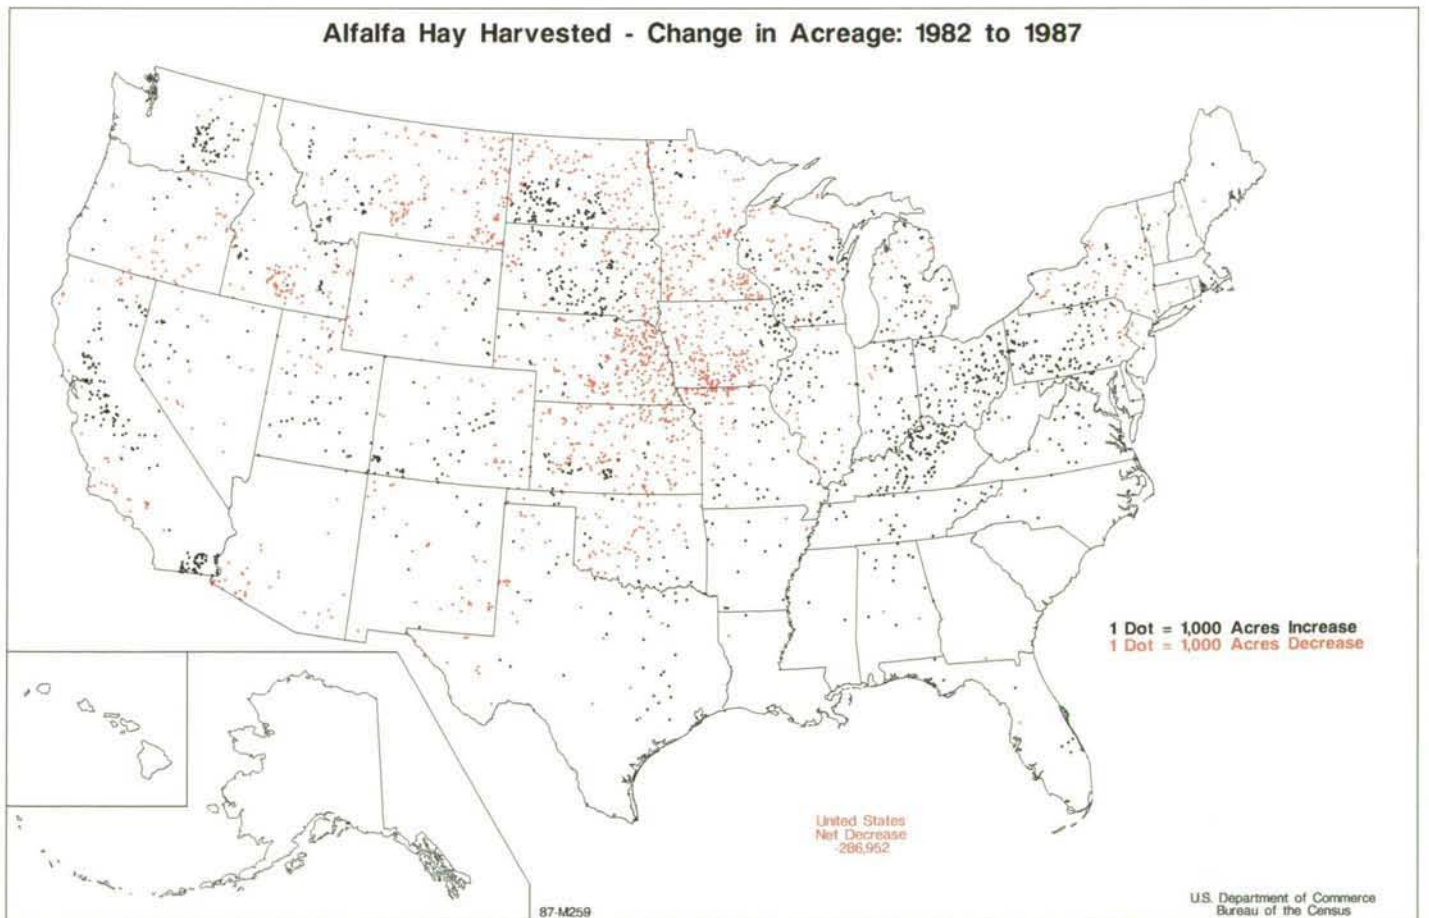 Alfalfa Hay Harvested - Change in Acreage: 1982 to 1987
1 Dot = 1,000 Acres Increase
1 Dot = 1,000 Acres Decrease
United States
Net Decrease
-286,952
87-M259
U.S. Department of Commerce
Bureau of the Census